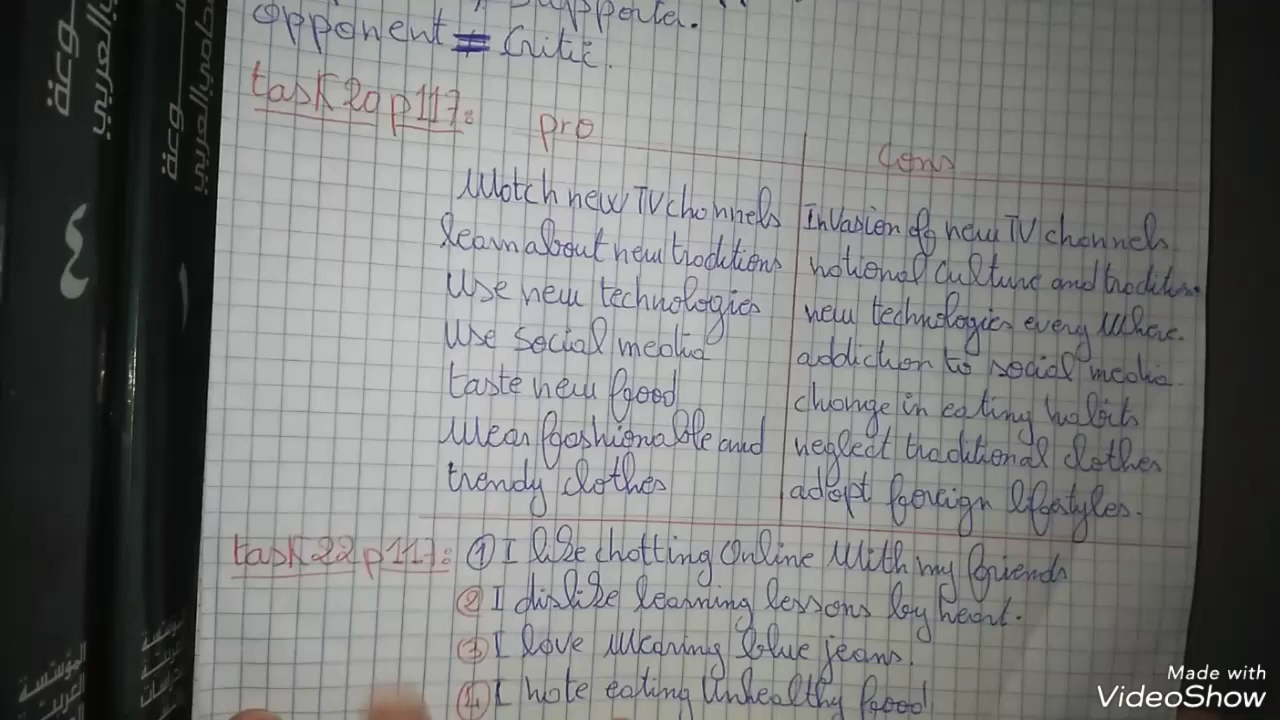 Supporter.
opponent = Critic.
task 20 p117:
pro
Cons
Watch new TV channels
Invasion of new TV channels
learn about new traditions
national culture and tradition
Use new technologies
new technologies every where.
Use social media
addiction to social media.
taste new food
change in eating habits
Wear fashionable and
neglect traditional clothes
trendy clothes
adopt foreign lifestyles.
task 22 p117: ① I like chatting online with my friends
② I dislike learning lessons by heart.
③ I love wearing blue jeans.
④ I hate eating unhealthy food
Made with
VideoShow